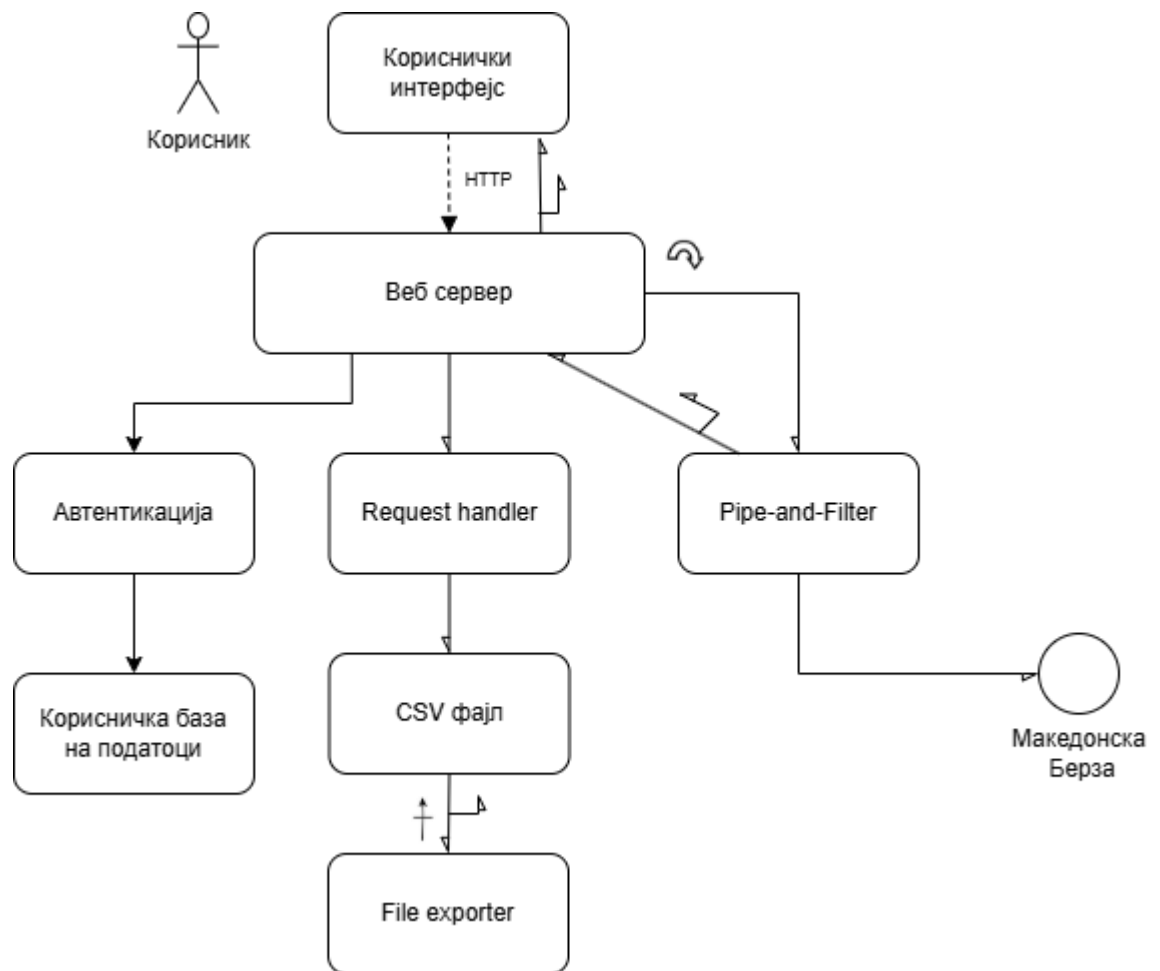 Кориснички
интерфејс
Корисник
HTTP
Веб сервер
Автентикација
Request handler
Pipe-and-Filter
Корисничка база
на податоци
CSV фајл
Македонска
Берза
File exporter